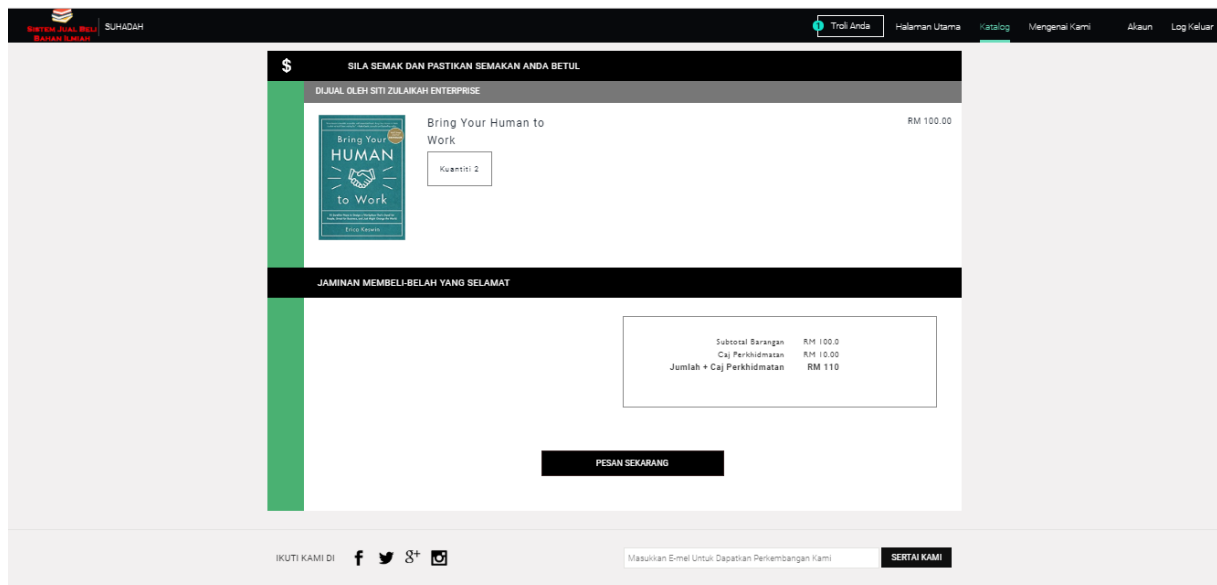 SISTEM JUAL BELI
BAHAN ILMIAH
SUHADAH
1 Troli Anda Halaman Utama Katalog Mengenai Kami Akaun Log Keluar
$ SILA SEMAK DAN PASTIKAN SEMAKAN ANDA BETUL
DIJUAL OLEH SITI ZULAIKAH ENTERPRISE
Bring Your
HUMAN
to Work
Erica Keswin
Bring Your Human to
Work
Kuantiti 2
RM 100.00
JAMINAN MEMBELI-BELAH YANG SELAMAT
Subtotal Barangan RM 100.0
Caj Perkhidmatan RM 10.00
Jumlah + Caj Perkhidmatan RM 110
PESAN SEKARANG
IKUTI KAMI DI
Masukkan E-mel Untuk Dapatkan Perkembangan Kami
SERTAI KAMI